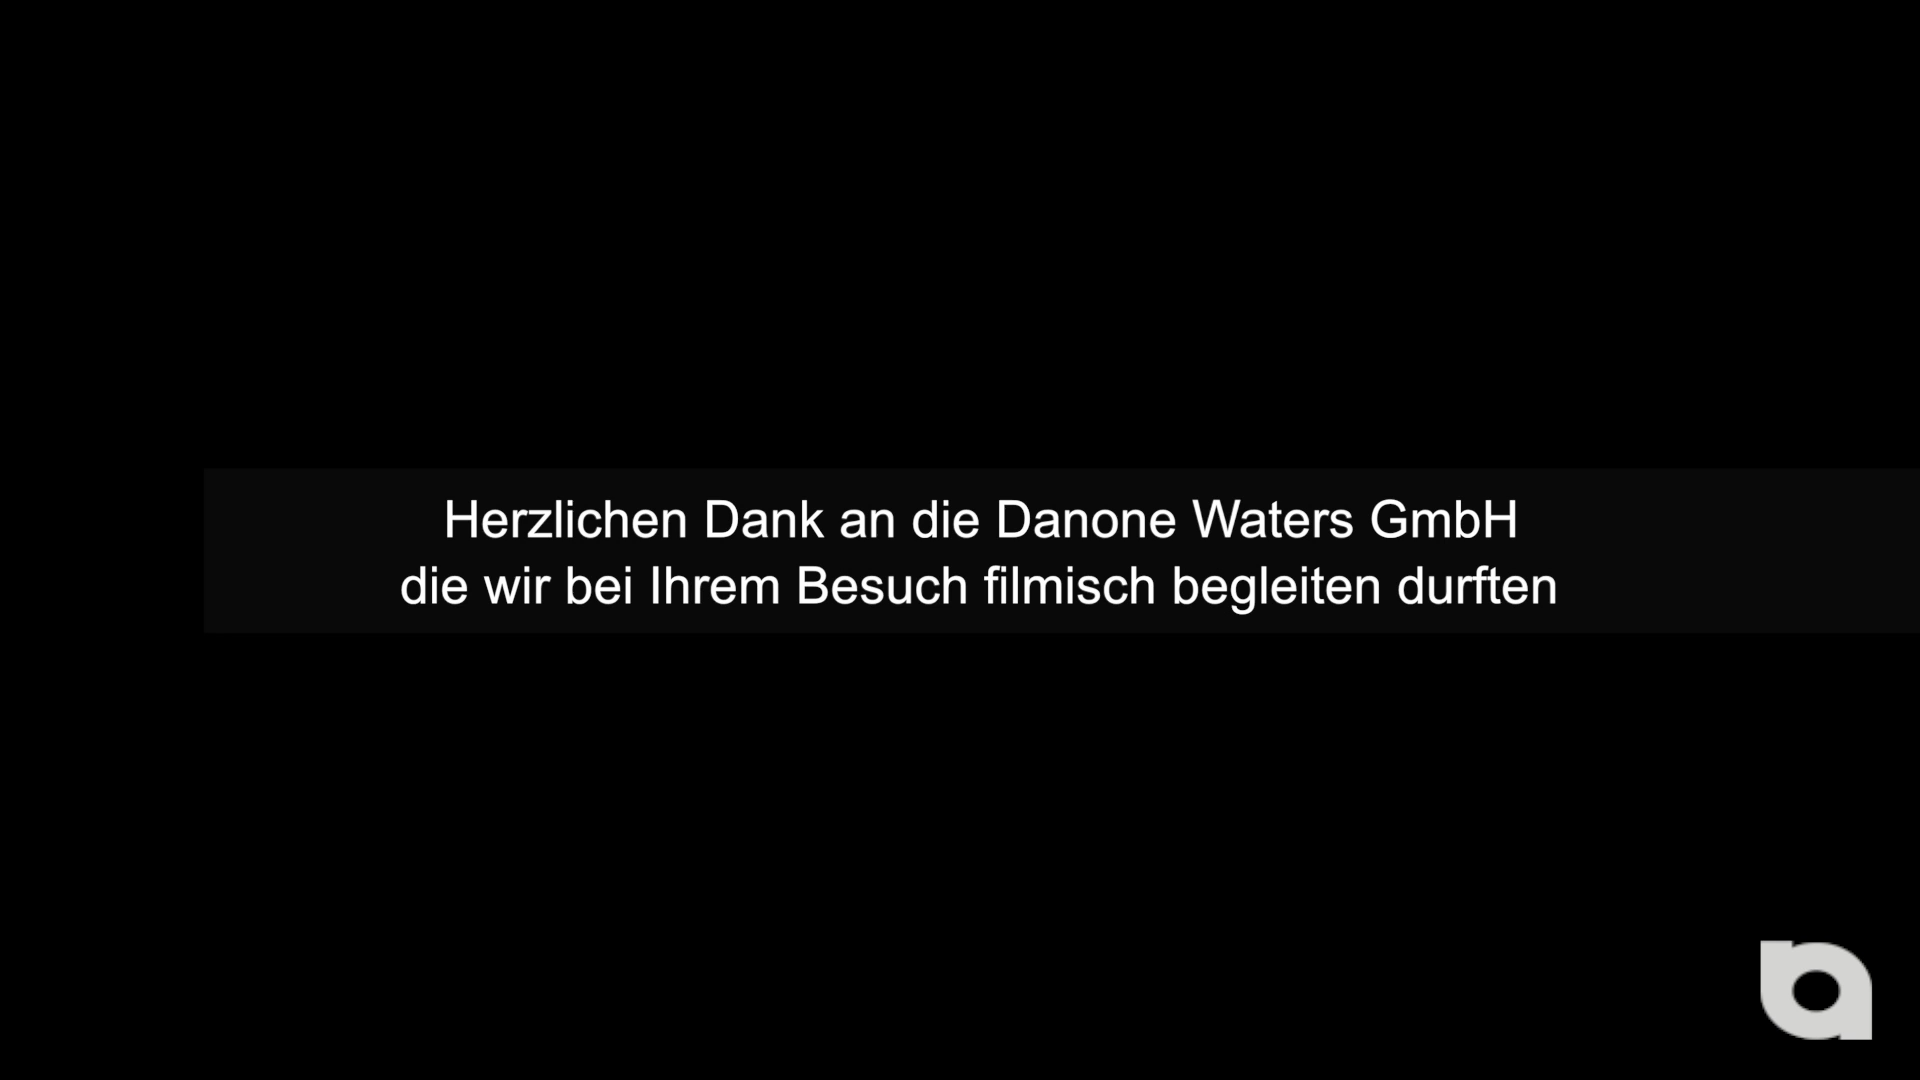 Herzlichen Dank an die Danone Waters GmbH
die wir bei Ihrem Besuch filmisch begleiten durften